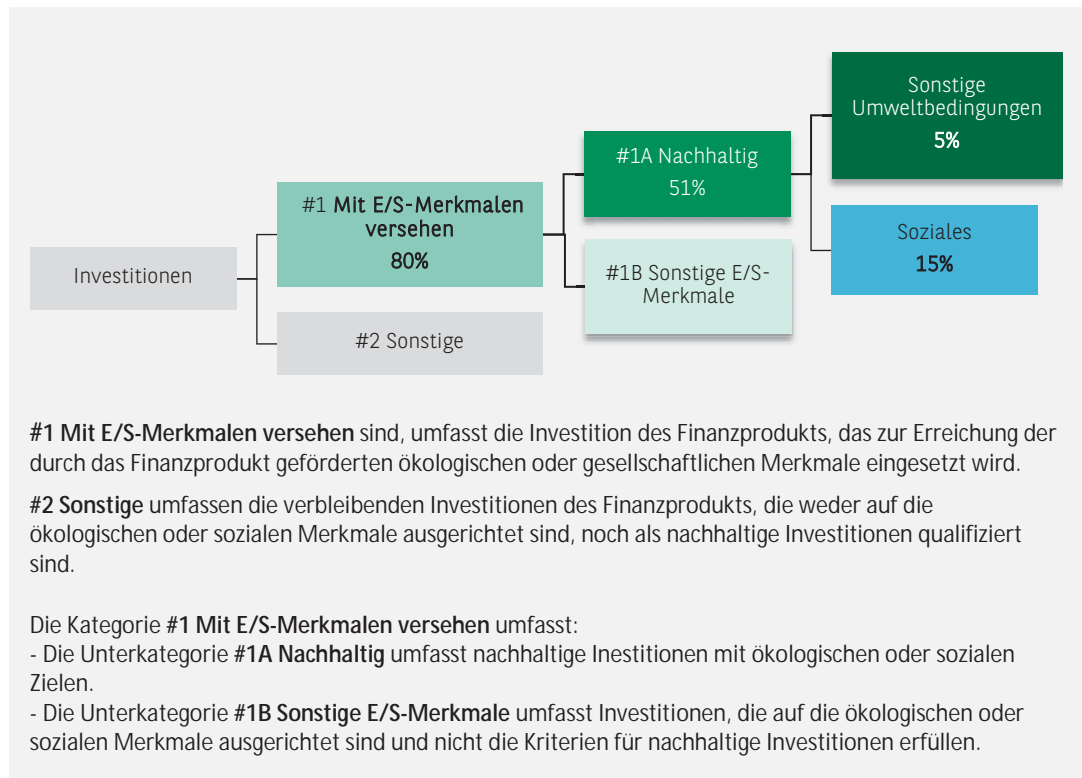 Sonstige
Umweltbedingungen
5%
#1A Nachhaltig
51%
#1 Mit E/S-Merkmalen
versehen
80%
Soziales
15%
Investitionen
#1B Sonstige E/S-
Merkmale
#2 Sonstige
#1 Mit E/S-Merkmalen versehen sind, umfasst die Investition des Finanzprodukts, das zur Erreichung der
durch das Finanzprodukt geförderten ökologischen oder gesellschaftlichen Merkmale eingesetzt wird.
#2 Sonstige umfassen die verbleibenden Investitionen des Finanzprodukts, die weder auf die
ökologischen oder sozialen Merkmale ausgerichtet sind, noch als nachhaltige Investitionen qualifiziert
sind.
Die Kategorie #1 Mit E/S-Merkmalen versehen umfasst:
- Die Unterkategorie #1A Nachhaltig umfasst nachhaltige Inestitionen mit ökologischen oder sozialen
Zielen.
- Die Unterkategorie #1B Sonstige E/S-Merkmale umfasst Investitionen, die auf die ökologischen oder
sozialen Merkmale ausgerichtet sind und nicht die Kriterien für nachhaltige Investitionen erfüllen.